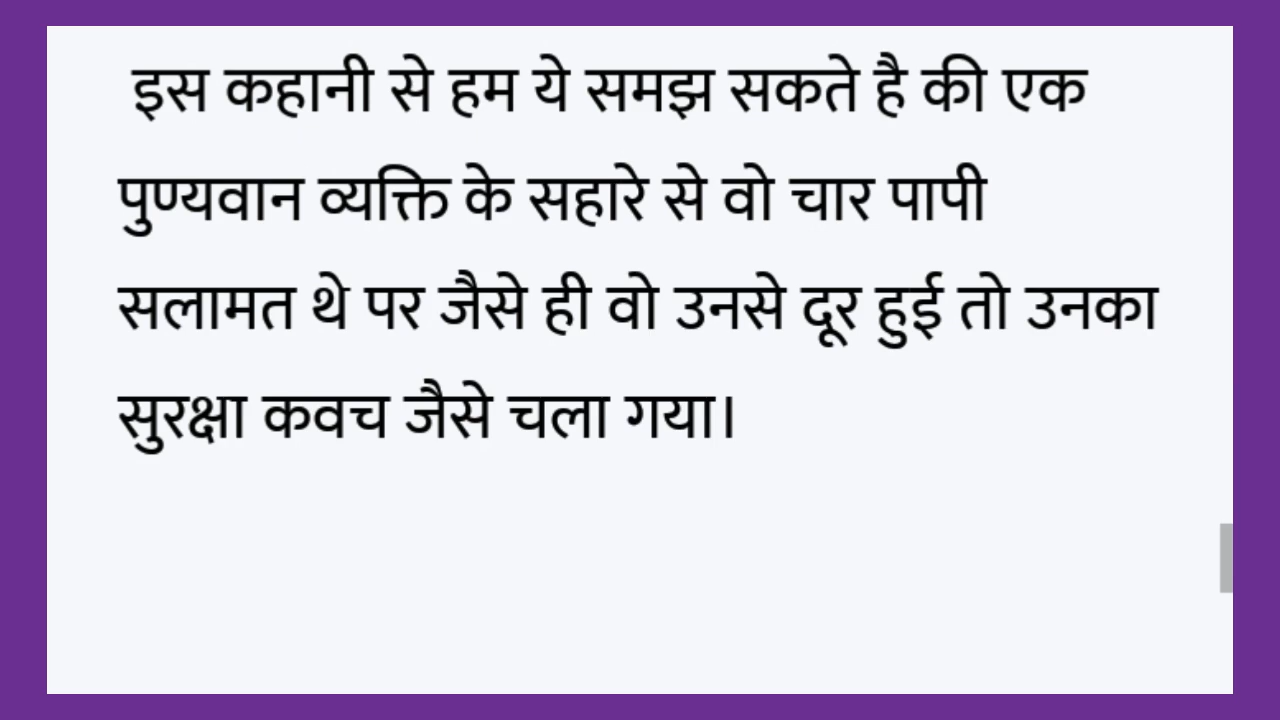 इस कहानी से हम ये समझ सकते है की एक
पुण्यवान व्यक्ति के सहारे से वो चार पापी
सलामत थे पर जैसे ही वो उनसे दूर हुई तो उनका
सुरक्षा कवच जैसे चला गया।